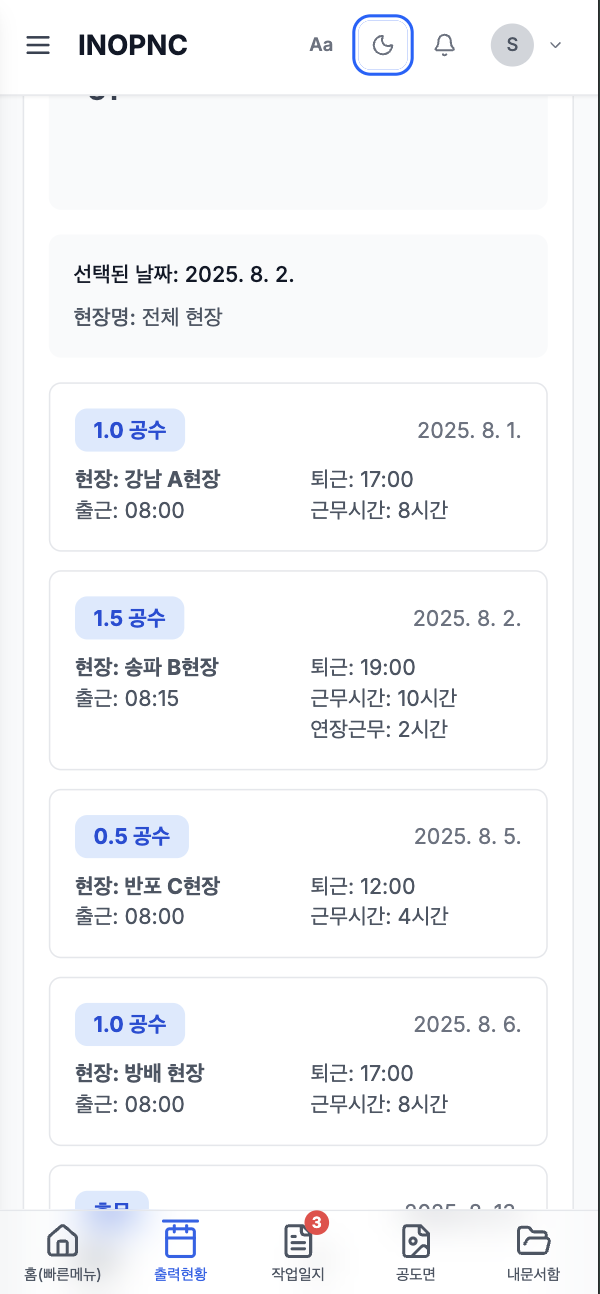 INOPNC
Aa
S
선택된 날짜: 2025. 8. 2.
현장명: 전체 현장
1.0 공수
2025. 8. 1.
현장: 강남 A현장
퇴근: 17:00
출근: 08:00
근무시간: 8시간
1.5 공수
2025. 8. 2.
현장: 송파 B현장
퇴근: 19:00
출근: 08:15
근무시간: 10시간
연장근무: 2시간
0.5 공수
2025. 8. 5.
현장: 반포 C현장
퇴근: 12:00
출근: 08:00
근무시간: 4시간
1.0 공수
2025. 8. 6.
현장: 방배 현장
퇴근: 17:00
출근: 08:00
근무시간: 8시간
3
홈(빠른메뉴)
출력현황
작업일지
공도면
내문서함